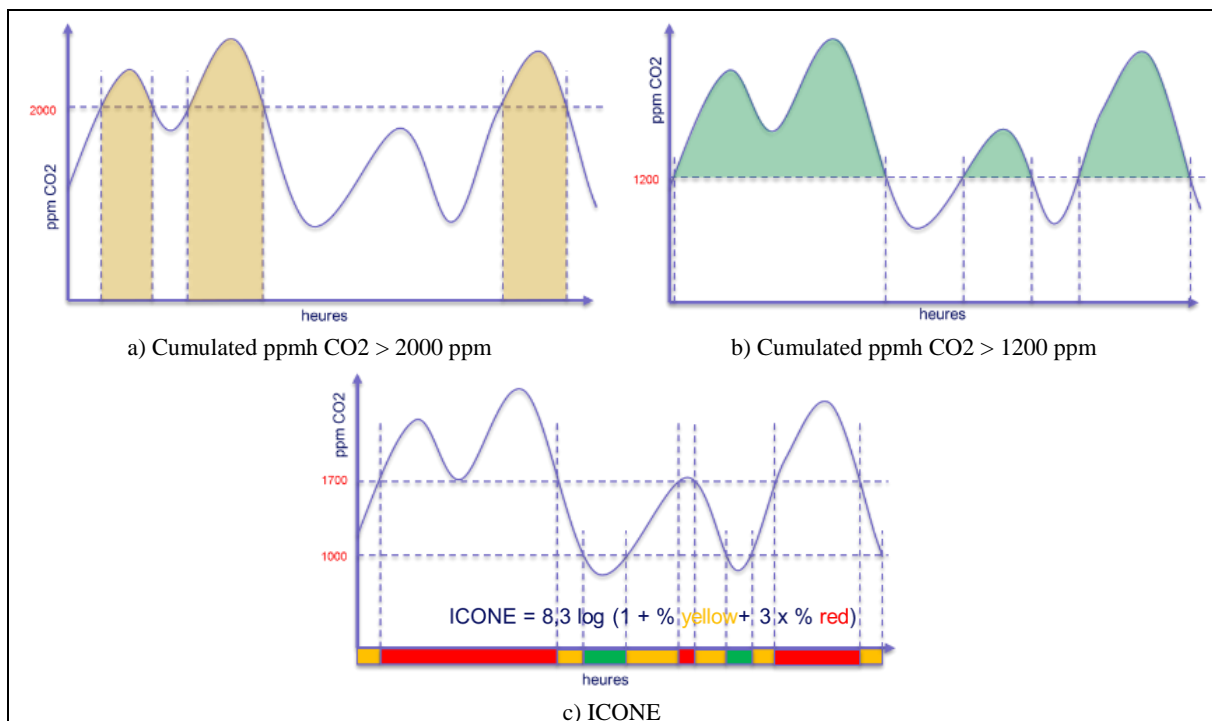 ppm CO2
2000
heures
a) Cumulated ppmh CO2 > 2000 ppm
ppm CO2
1200
heures
b) Cumulated ppmh CO2 > 1200 ppm
ppm CO2
1700
1000
ICONE = 8,3 log (1 + % yellow+ 3 x % red)
heures
c) ICONE